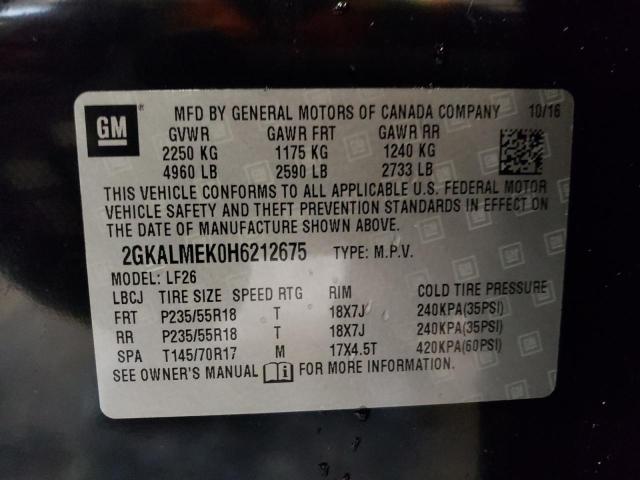 GM ® MFD BY GENERAL MOTORS OF CANADA COMPANY 10/16
GVWR GAWR FRT GAWR RR
2250 KG 1175 KG 1240 KG
4960 LB 2590 LB 2733 LB
THIS VEHICLE CONFORMS TO ALL APPLICABLE U.S. FEDERAL MOTOR
VEHICLE SAFETY AND THEFT PREVENTION STANDARDS IN EFFECT ON
THE DATE OF MANUFACTURE SHOWN ABOVE.
2GKALMEK0H6212675 TYPE: M.P.V.
MODEL: LF26
LBCJ TIRE SIZE SPEED RTG RIM COLD TIRE PRESSURE
FRT P235/55R18 T 18X7J 240KPA(35PSI)
RR P235/55R18 T 18X7J 240KPA(35PSI)
SPA T145/70R17 M 17X4.5T 420KPA(60PSI)
SEE OWNER'S MANUAL FOR MORE INFORMATION.